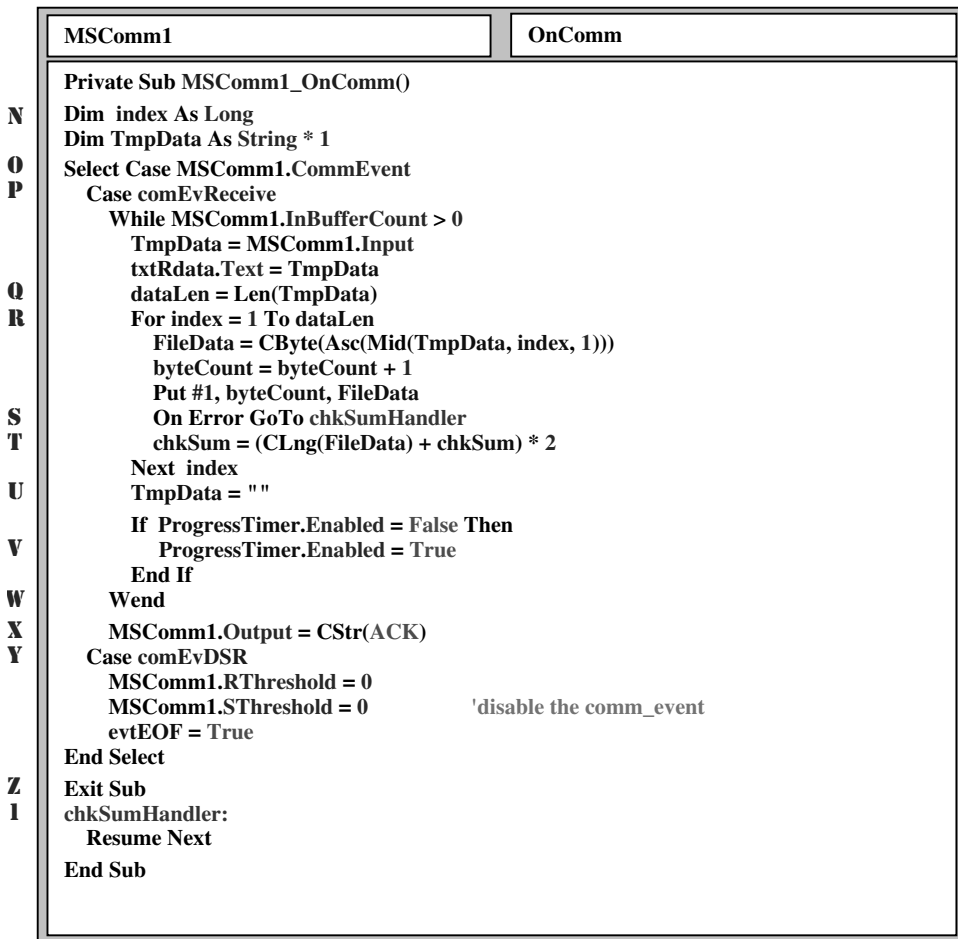 MSComm1 OnComm
Private Sub MSComm1_OnComm()
N Dim index As Long
Dim TmpData As String * 1
O Select Case MSComm1.CommEvent
P Case comEvReceive
While MSComm1.InBufferCount > 0
TmpData = MSComm1.Input
txtRdata.Text = TmpData
Q dataLen = Len(TmpData)
R For index = 1 To dataLen
FileData = CByte(Asc(Mid(TmpData, index, 1)))
byteCount = byteCount + 1
Put #1, byteCount, FileData
S On Error GoTo chkSumHandler
T chkSum = (CLng(FileData) + chkSum) * 2
Next index
U TmpData = ""
If ProgressTimer.Enabled = False Then
V ProgressTimer.Enabled = True
End If
W Wend
X MSComm1.Output = CStr(ACK)
Y Case comEvDSR
MSComm1.RThreshold = 0
MSComm1.SThreshold = 0 'disable the comm_event
evtEOF = True
End Select
Z Exit Sub
1 chkSumHandler:
Resume Next
End Sub